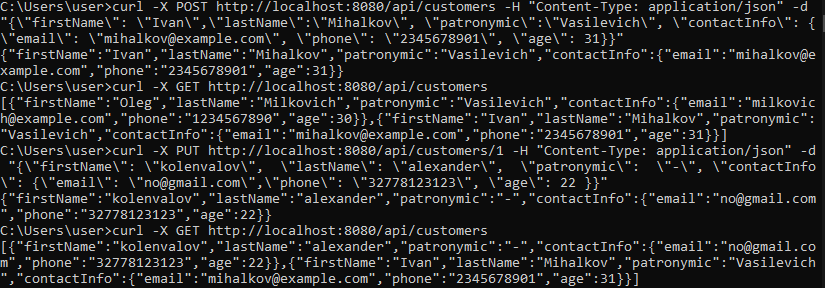 C:\Users\user>curl -X POST http://localhost:8080/api/customers -H "Content-Type: application/json" -d
"{\"firstName\": \"Ivan\",\"lastName\":\"Mihalkov\", \"patronymic\":\"Vasilevich\", \"contactInfo\": {
\"email\": \"mihalkov@example.com\", \"phone\": \"2345678901\", \"age\": 31}}"
{"firstName":"Ivan","lastName":"Mihalkov","patronymic":"Vasilevich","contactInfo":{"email":"mihalkov@e
xample.com","phone":"2345678901","age":31}}
C:\Users\user>curl -X GET http://localhost:8080/api/customers
[{"firstName":"Oleg","lastName":"Milkovich","patronymic":"Vasilevich","contactInfo":{"email":"milkovic
h@example.com","phone":"1234567890","age":30}},{"firstName":"Ivan","lastName":"Mihalkov","patronymic":
"Vasilevich","contactInfo":{"email":"mihalkov@example.com","phone":"2345678901","age":31}}]
C:\Users\user>curl -X PUT http://localhost:8080/api/customers/1 -H "Content-Type: application/json" -d
 "{\"firstName\": \"kolenvalov\",  \"lastName\": \"alexander\",  \"patronymic\":  \"-\", \"contactInfo
\": {\"email\": \"no@gmail.com\",\"phone\": \"32778123123\", \"age\": 22 }}"
{"firstName":"kolenvalov","lastName":"alexander","patronymic":"-","contactInfo":{"email":"no@gmail.com
","phone":"32778123123","age":22}}
C:\Users\user>curl -X GET http://localhost:8080/api/customers
[{"firstName":"kolenvalov","lastName":"alexander","patronymic":"-","contactInfo":{"email":"no@gmail.co
m","phone":"32778123123","age":22}},{"firstName":"Ivan","lastName":"Mihalkov","patronymic":"Vasilevich
","contactInfo":{"email":"mihalkov@example.com","phone":"2345678901","age":31}}]